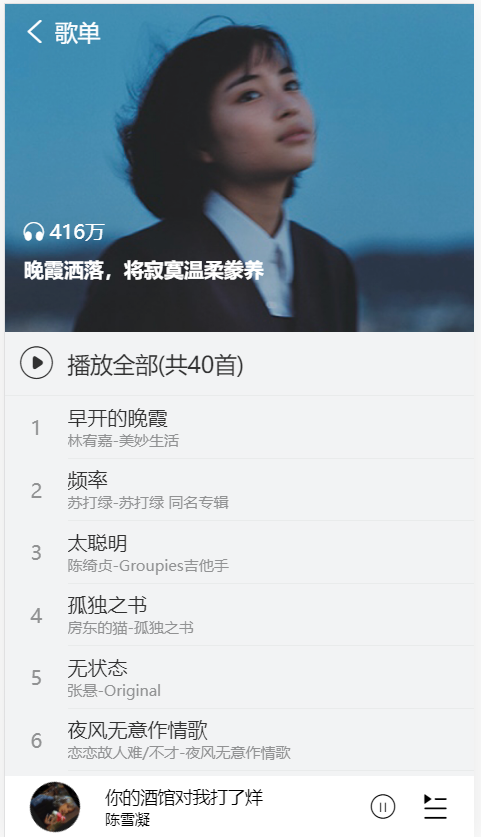 歌单
416万
晚霞洒落，将寂寞温柔豢养
播放全部(共40首)
1
早开的晚霞
林宥嘉-美妙生活
2
频率
苏打绿-苏打绿 同名专辑
3
太聪明
陈绮贞-Groupies吉他手
4
孤独之书
房东的猫-孤独之书
5
无状态
张悬-Original
6
夜风无意作情歌
恋恋故人难/不才-夜风无意作情歌
你的酒馆对我打了烊
陈雪凝